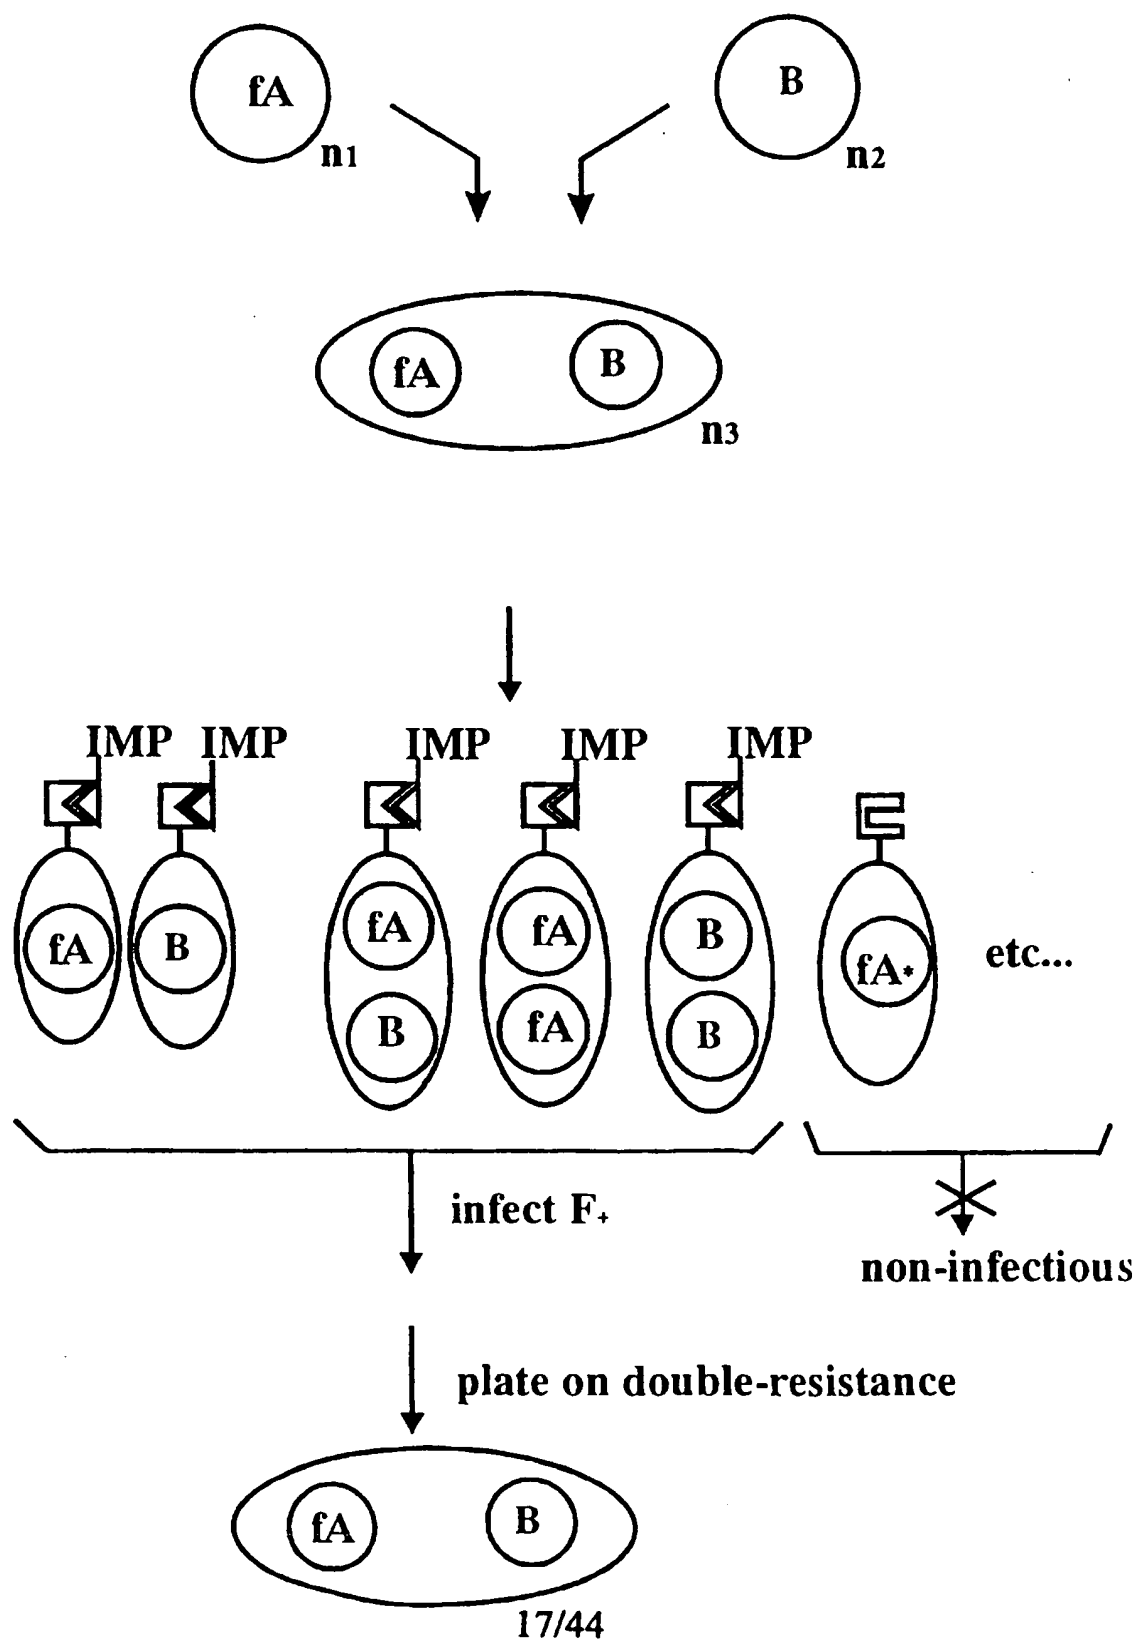 fA
B
n1
n2
fA
B
n3
IMP IMP IMP IMP IMP
fA B fA fA B fA* etc...
B fA B
infect F+
non-infectious
plate on double-resistance
fA
B
17/44